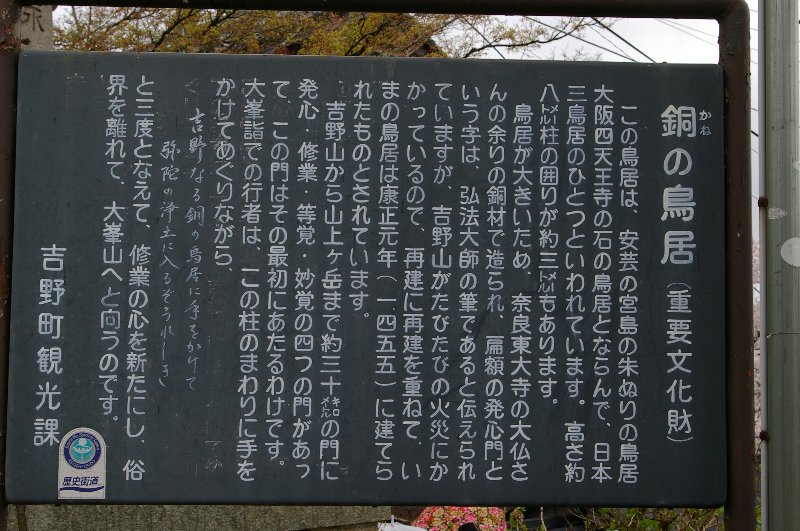 銅の鳥居（重要文化財）
かね
この鳥居は、安芸の宮島の朱ぬりの鳥居
大阪四天王寺の石の鳥居とならんで、日本
三鳥居のひとつといわれています。高さ約
八メートル柱の囲りが約三メートルもあります。
鳥居が大きいため、奈良東大寺の大仏さ
んの余りの銅材で造られ、扁額の発心門と
いう字は、弘法大師の筆であると伝えられ
ていますが、吉野山がたびたびの火災にか
かっているので、再建に再建を重ねて、い
まの鳥居は康正元年（一四五五）に建てら
れたものとされています。
吉野山から山上ヶ岳まで約三十キロメートルの門に
発心・修業・等覚・妙覚の四つの門があっ
て、この門はその最初にあたるわけです。
大峯詣での行者は、この柱のまわりに手を
かけてめぐりながら、
吉野なる銅の鳥居に手をかけて
弥陀の浄土に入るぞうれしき
と三度となえて、修業の心を新たにし、俗
界を離れて、大峯山へと向うのです。
吉野町観光課
歴史街道